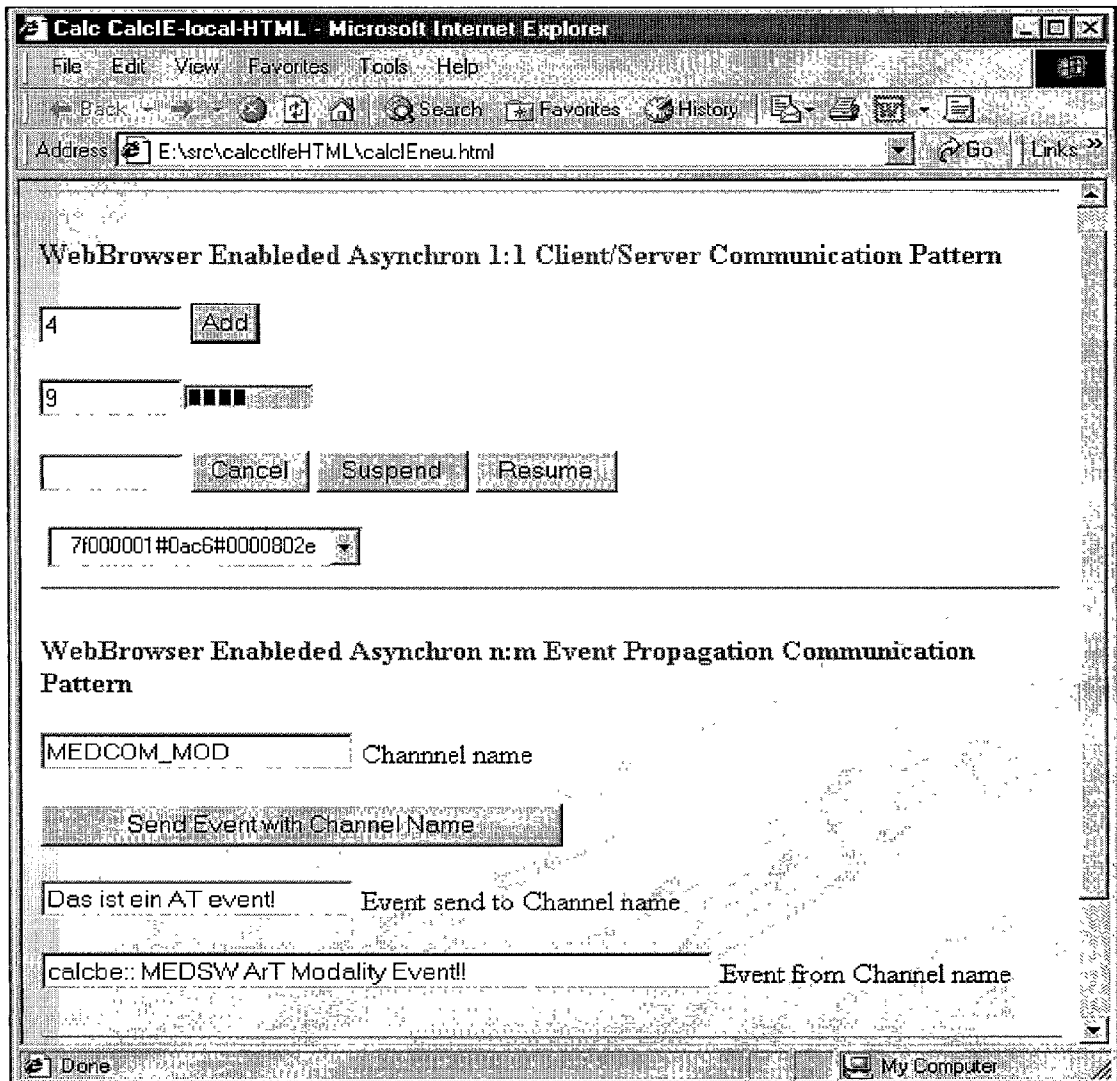 Calc CalcIE-local-HTML - Microsoft Internet Explorer
File Edit View Favorites Tools Help
Back Search Favorites History
Address E:\src\calcctlfeHTML\calcIEneu.html Go Links »
WebBrowser Enableded Asynchron 1:1 Client/Server Communication Pattern
4 Add
9
Cancel Suspend Resume
7f000001#0ac6#0000802e
WebBrowser Enableded Asynchron n:m Event Propagation Communication
Pattern
MEDCOM_MOD Channnel name
Send Event with Channel Name
Das ist ein AT event! Event send to Channel name
calcbe:: MEDSW ArT Modality Event!! Event from Channel name
Done My Computer